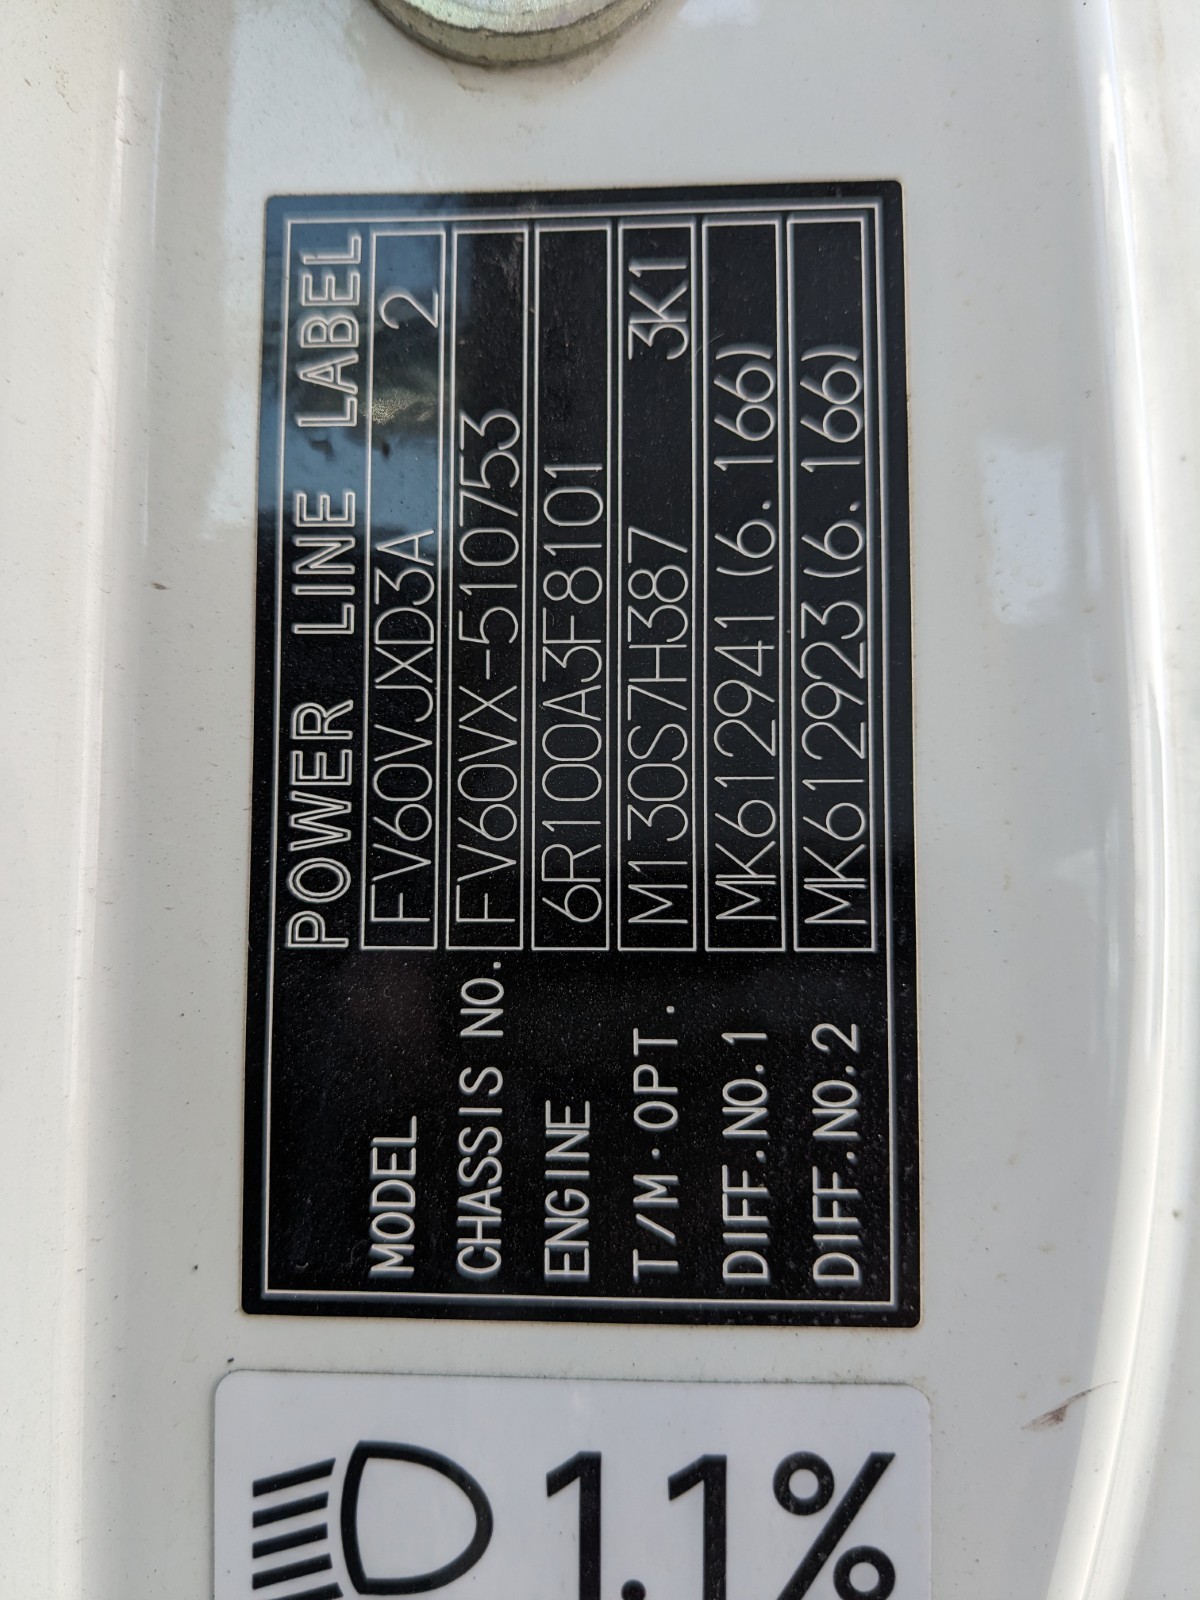 POWER LINE LABEL
MODEL FV60VJXD3A 2
CHASSIS NO. FV60VX-510753
ENGINE 6R100A3F8101
T/M·OPT. M130S7H387 3K1
DIFF.NO.1 MK612941 (6.166)
DIFF.NO.2 MK612923 (6.166)
1.1%